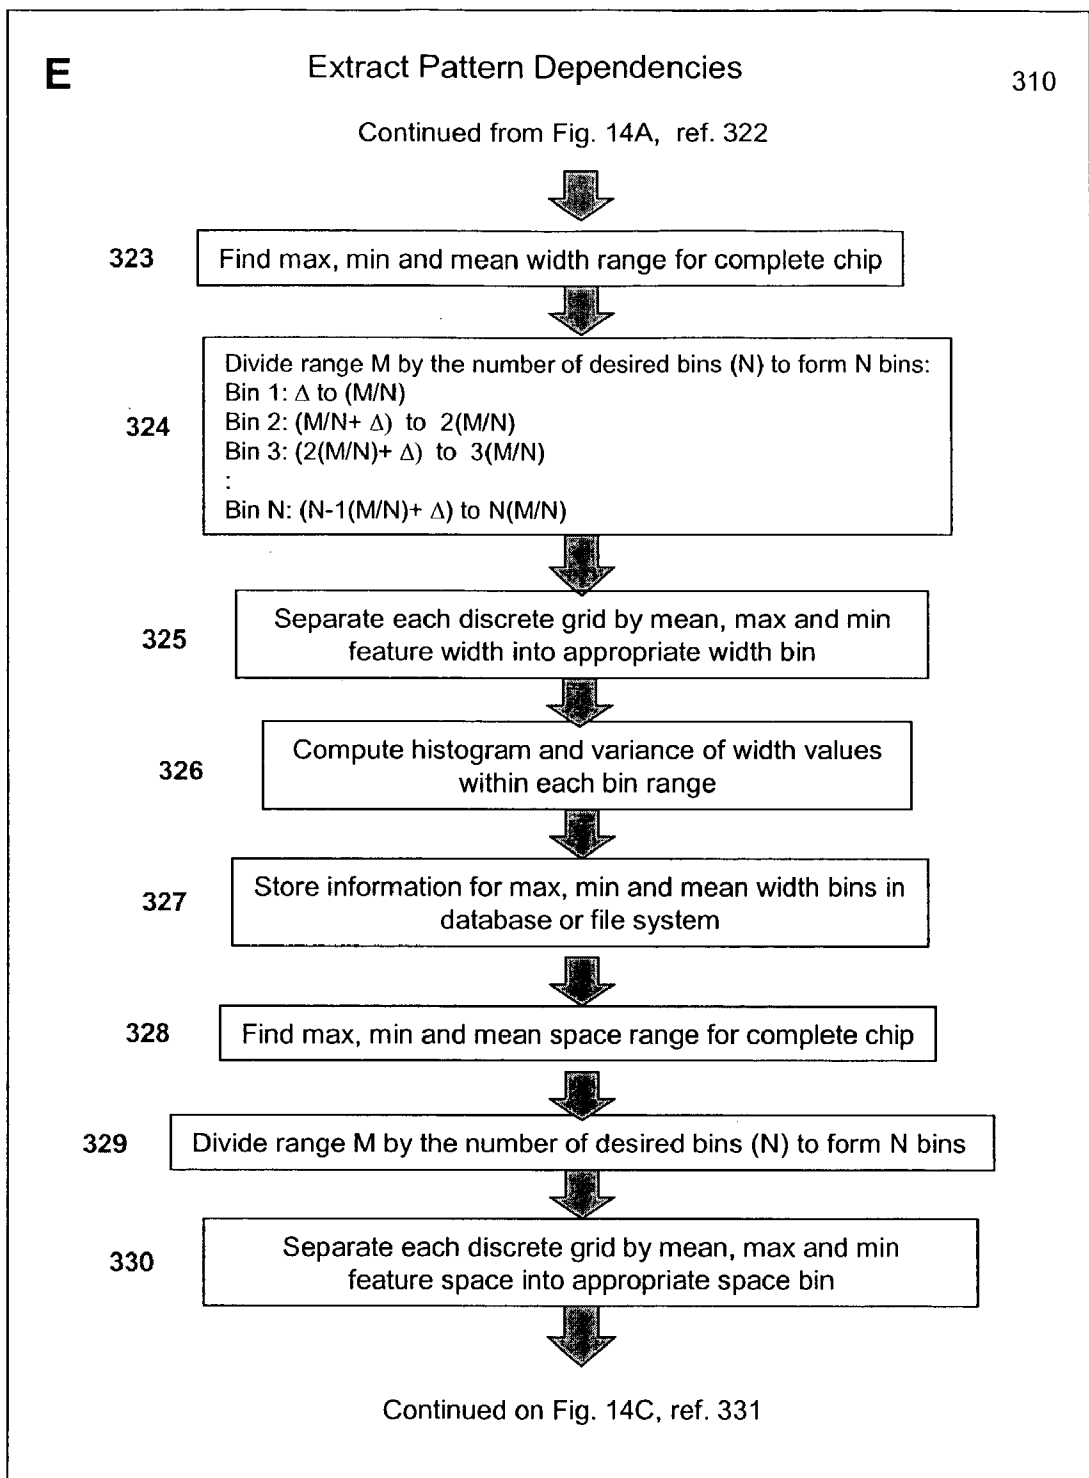 E
Extract Pattern Dependencies
310
Continued from Fig. 14A, ref. 322
323
Find max, min and mean width range for complete chip
324
Divide range M by the number of desired bins (N) to form N bins:
Bin 1: Δ to (M/N)
Bin 2: (M/N+ Δ) to 2(M/N)
Bin 3: (2(M/N)+ Δ) to 3(M/N)
:
Bin N: (N-1(M/N)+ Δ) to N(M/N)
325
Separate each discrete grid by mean, max and min
feature width into appropriate width bin
326
Compute histogram and variance of width values
within each bin range
327
Store information for max, min and mean width bins in
database or file system
328
Find max, min and mean space range for complete chip
329
Divide range M by the number of desired bins (N) to form N bins
330
Separate each discrete grid by mean, max and min
feature space into appropriate space bin
Continued on Fig. 14C, ref. 331